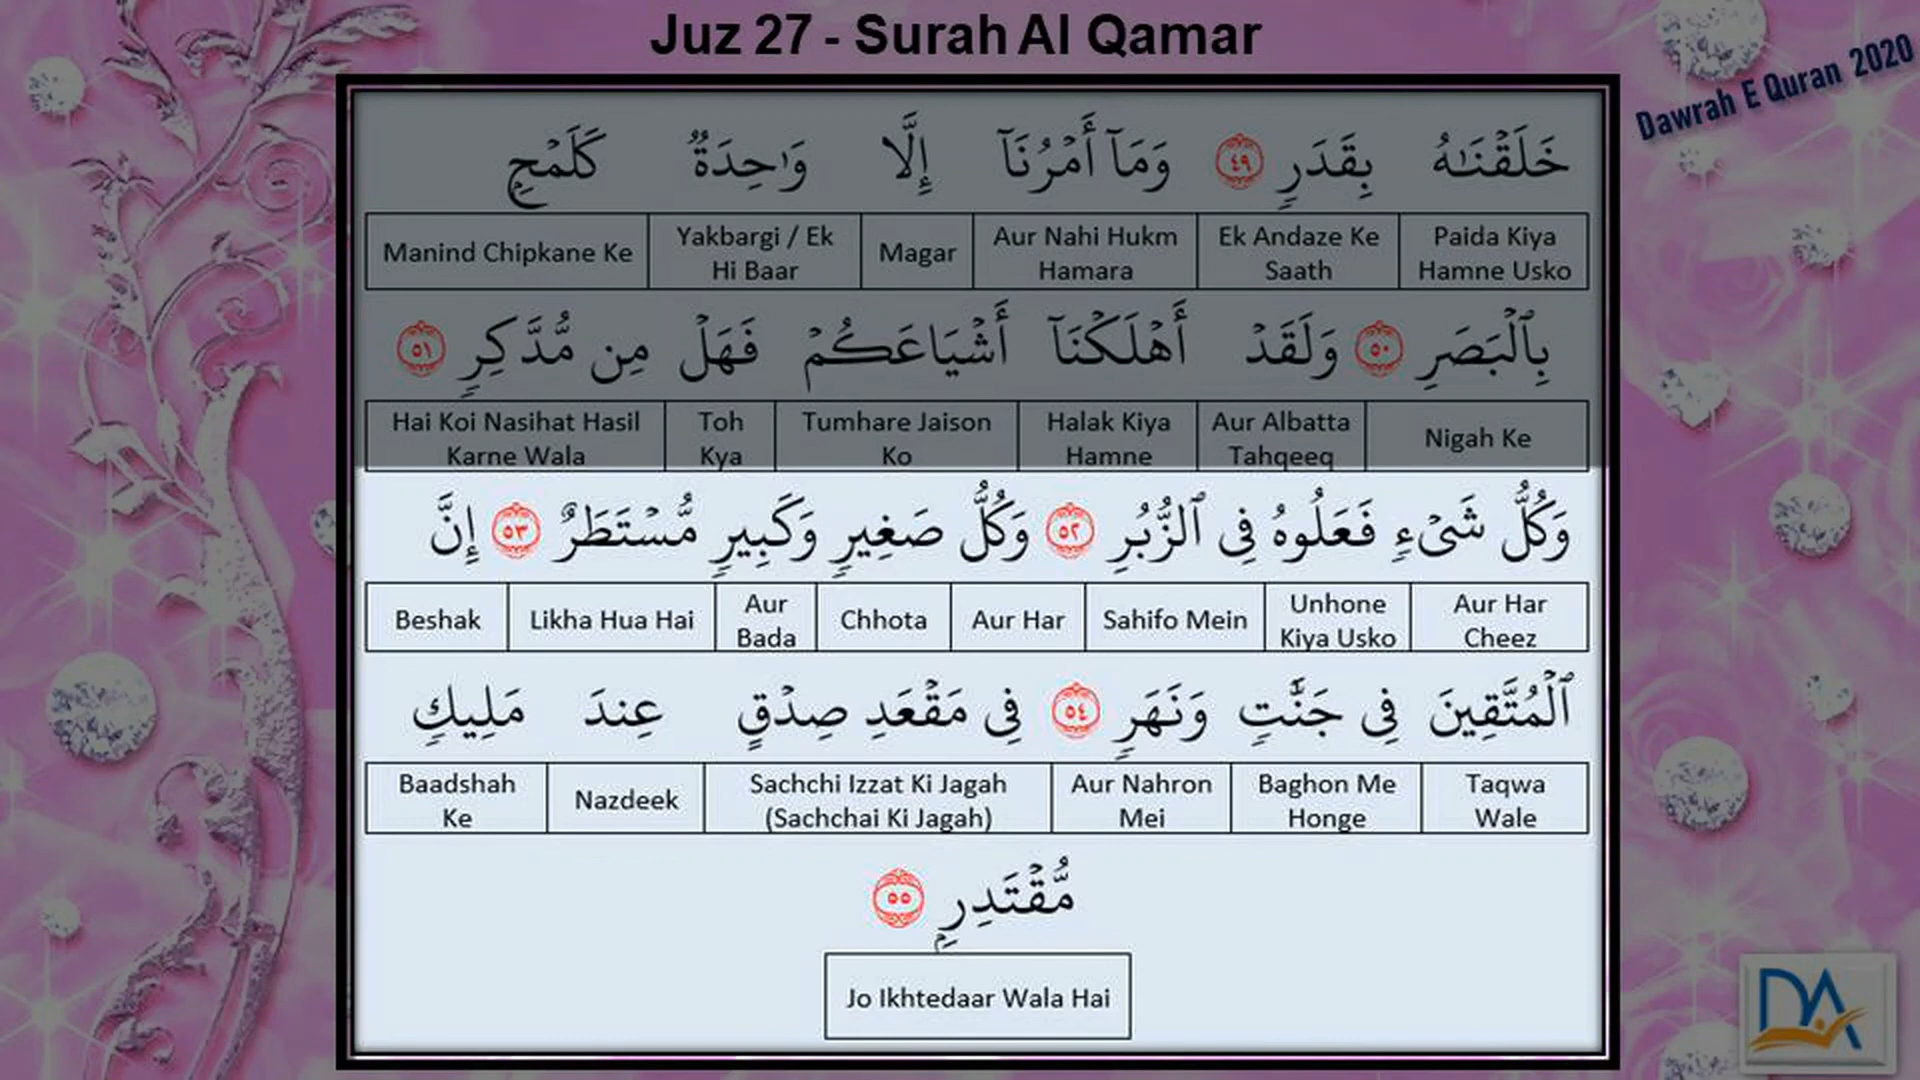 Juz 27 - Surah Al Qamar
Dawrah E Quran 2020
خَلَقْنَـٰهُ بِقَدَرٍ ٤٩ وَمَآ أَمْرُنَآ إِلَّا وَٰحِدَةٌ كَلَمْحٍۭ
Manind Chipkane Ke | Yakbargi / Ek Hi Baar | Magar | Aur Nahi Hukm Hamara | Ek Andaze Ke Saath | Paida Kiya Hamne Usko
بِٱلْبَصَرِ ٥٠ وَلَقَدْ أَهْلَكْنَآ أَشْيَاعَكُمْ فَهَلْ مِن مُّدَّكِرٍ ٥١
Hai Koi Nasihat Hasil Karne Wala | Toh Kya | Tumhare Jaison Ko | Halak Kiya Hamne | Aur Albatta Tahqeeq | Nigah Ke
وَكُلُّ شَىْءٍ فَعَلُوهُ فِى ٱلزُّبُرِ ٥٢ وَكُلُّ صَغِيرٍ وَكَبِيرٍ مُّسْتَطَرٌ ٥٣ إِنَّ
Beshak | Likha Hua Hai | Aur Bada | Chhota | Aur Har | Sahifo Mein | Unhone Kiya Usko | Aur Har Cheez
ٱلْمُتَّقِينَ فِى جَنَّـٰتٍ وَنَهَرٍ ٥٤ فِى مَقْعَدِ صِدْقٍ عِندَ مَلِيكٍ
Baadshah Ke | Nazdeek | Sachchi Izzat Ki Jagah (Sachchai Ki Jagah) | Aur Nahron Mei | Baghon Me Honge | Taqwa Wale
مُّقْتَدِرٍۭ ٥٥
Jo Ikhtedaar Wala Hai
DA